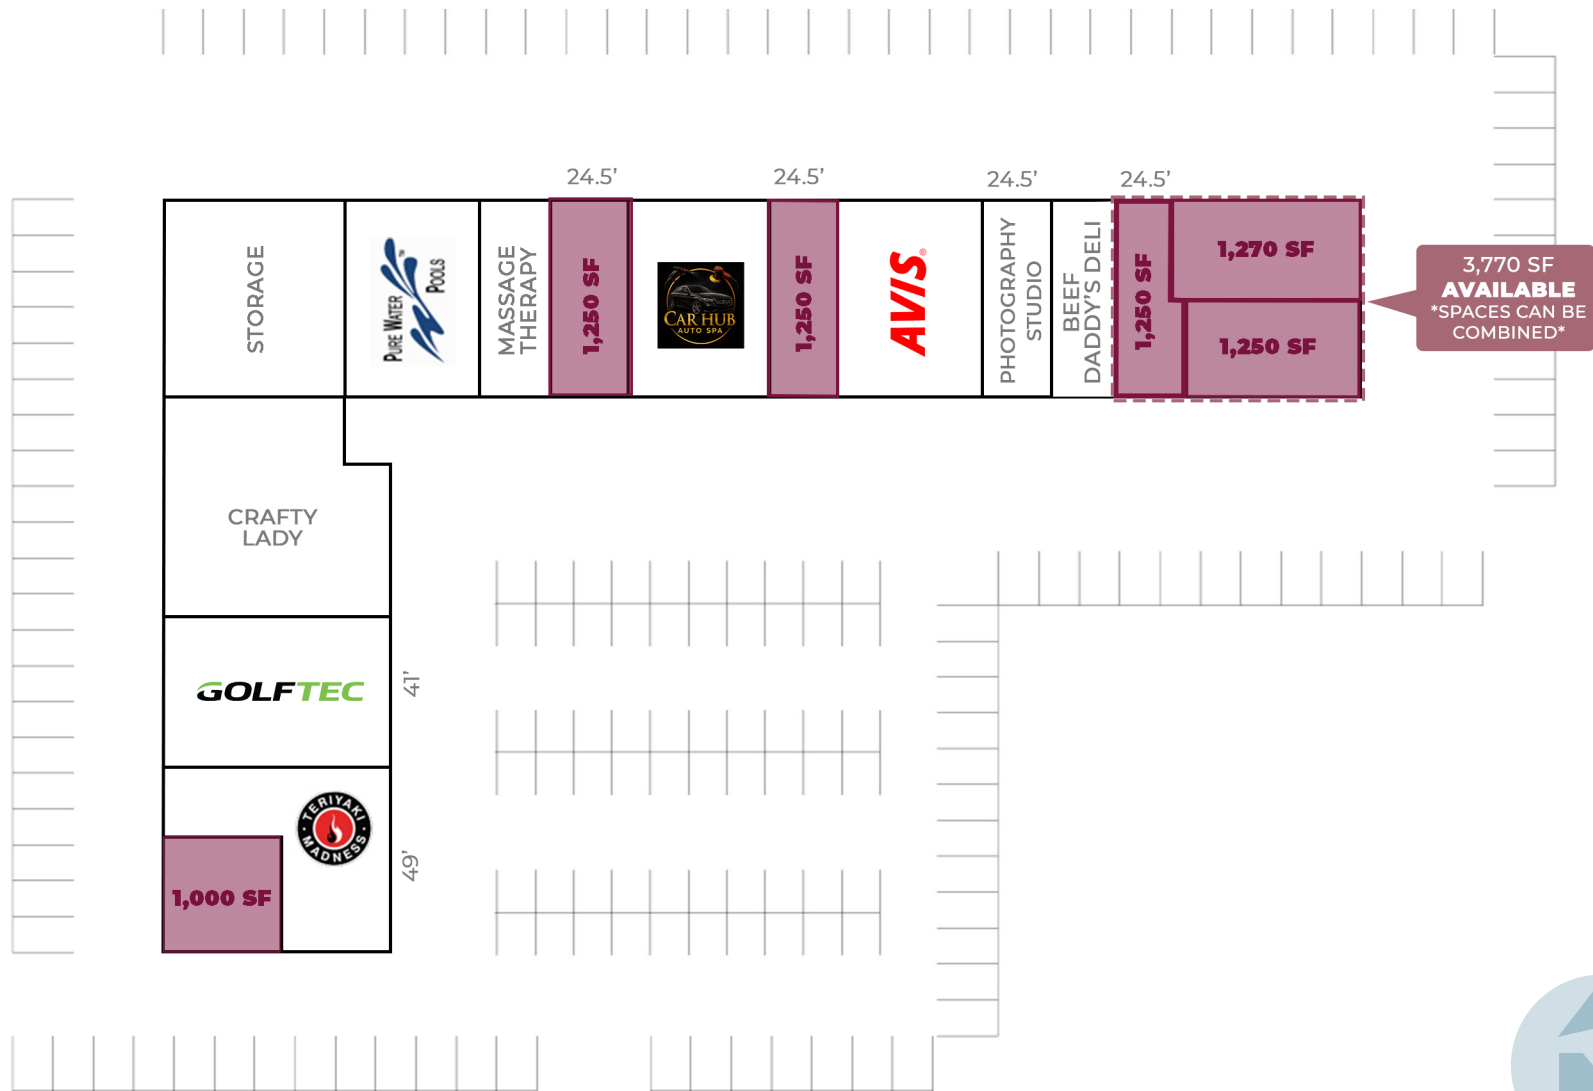 24.5’
24.5’
24.5’
24.5’
STORAGE
PURE WATER
POOLS
TM
MASSAGE
THERAPY
1,250 SF
CAR HUB
AUTO SPA
1,250 SF
AVIS®
PHOTOGRAPHY
STUDIO
BEEF
DADDY’S DELI
1,250 SF
1,270 SF
1,250 SF
3,770 SF
AVAILABLE
*SPACES CAN BE
COMBINED*
CRAFTY
LADY
GOLFTEC
41’
TERIYAKI
MADNESS
49’
1,000 SF